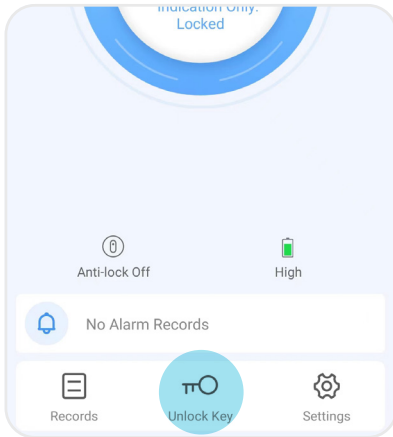 Indication Only:
Locked
Anti-lock Off
High
No Alarm Records
Records
Unlock Key
Settings